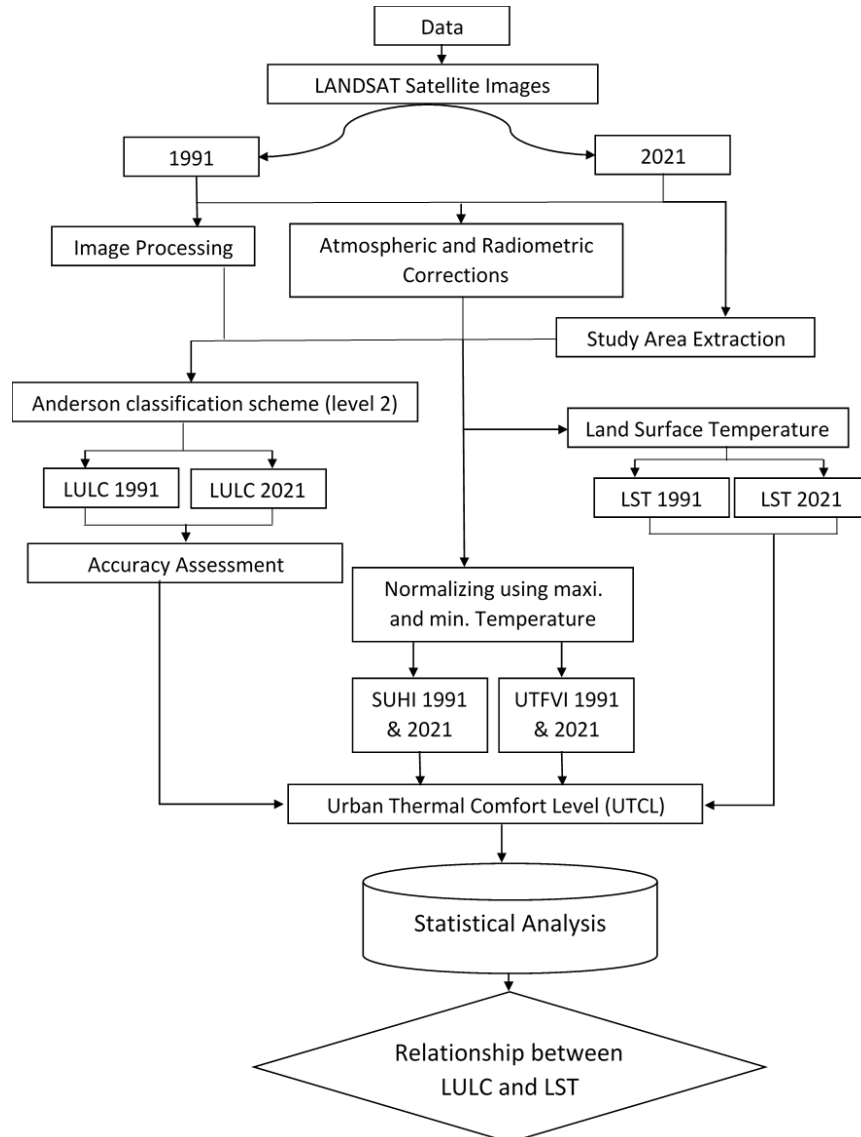 Data
LANDSAT Satellite Images
1991
2021
Image Processing
Atmospheric and Radiometric
Corrections
Study Area Extraction
Anderson classification scheme (level 2)
Land Surface Temperature
LULC 1991
LULC 2021
LST 1991
LST 2021
Accuracy Assessment
Normalizing using maxi.
and min. Temperature
SUHI 1991
& 2021
UTFVI 1991
& 2021
Urban Thermal Comfort Level (UTCL)
Statistical Analysis
Relationship between
LULC and LST